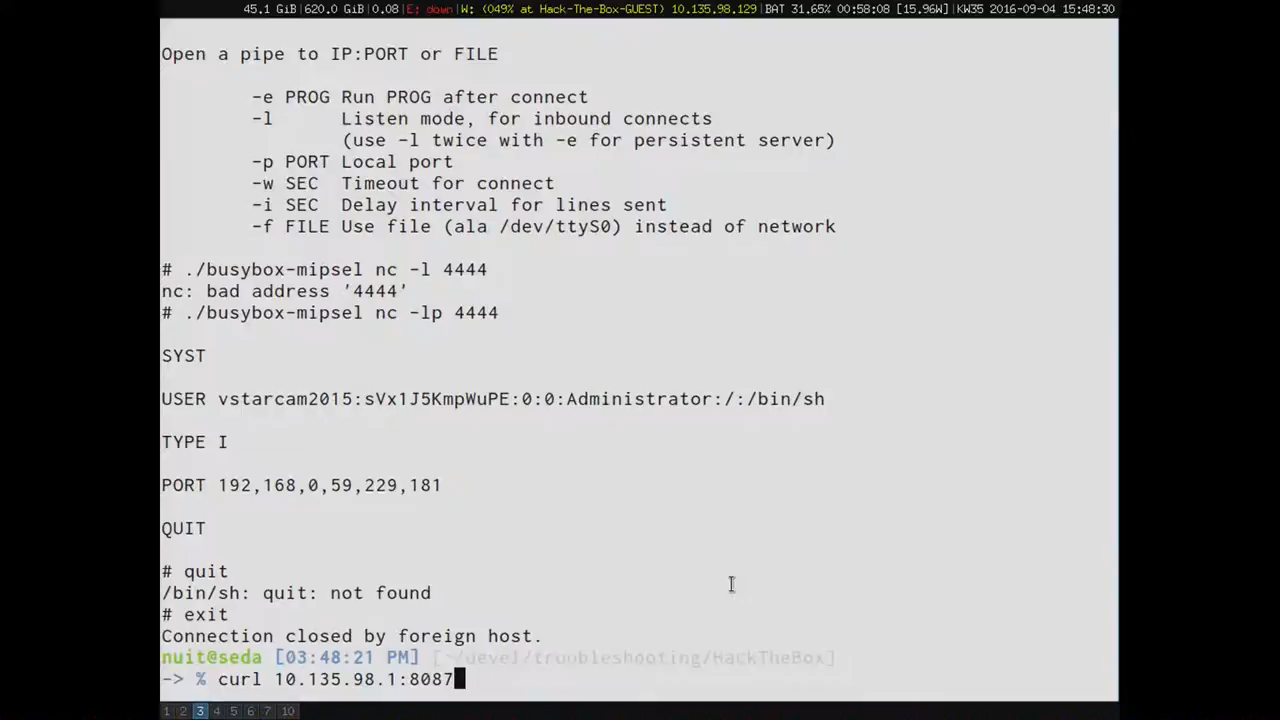 45.1 GiB|620.0 GiB|0.08|E: down|W: (049% at Hack-The-Box-GUEST) 10.135.98.129|BAT 31.65% 00:58:08 [15.96W]|KW35 2016-09-04 15:48:30
Open a pipe to IP:PORT or FILE
-e PROG Run PROG after connect
-l Listen mode, for inbound connects
(use -l twice with -e for persistent server)
-p PORT Local port
-w SEC Timeout for connect
-i SEC Delay interval for lines sent
-f FILE Use file (ala /dev/ttyS0) instead of network
# ./busybox-mipsel nc -l 4444
nc: bad address '4444'
# ./busybox-mipsel nc -lp 4444
SYST
USER vstarcam2015:sVx1J5KmpWuPE:0:0:Administrator:/:/bin/sh
TYPE I
PORT 192,168,0,59,229,181
QUIT
# quit
/bin/sh: quit: not found
# exit
Connection closed by foreign host.
nuit@seda [03:48:21 PM] [~/devel/troubleshooting/HackTheBox]
-> % curl 10.135.98.1:8087
1 2 3 4 5 6 7 10